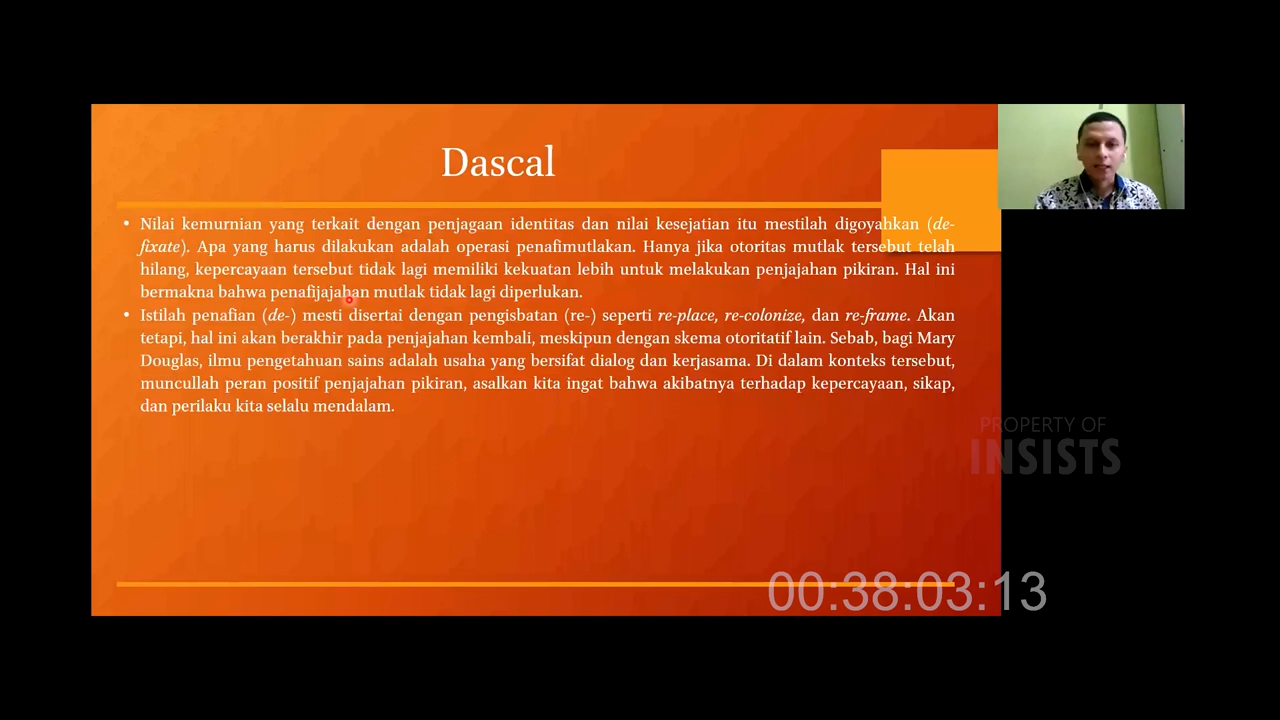 Dascal
• Nilai kemurnian yang terkait dengan penjagaan identitas dan nilai kesejatian itu mestilah digoyahkan (de-
fixate). Apa yang harus dilakukan adalah operasi penafimutlakan. Hanya jika otoritas mutlak tersebut telah
hilang, kepercayaan tersebut tidak lagi memiliki kekuatan lebih untuk melakukan penjajahan pikiran. Hal ini
bermakna bahwa penafijajahan mutlak tidak lagi diperlukan.
• Istilah penafian (de-) mesti disertai dengan pengisbatan (re-) seperti re-place, re-colonize, dan re-frame. Akan
tetapi, hal ini akan berakhir pada penjajahan kembali, meskipun dengan skema otoritatif lain. Sebab, bagi Mary
Douglas, ilmu pengetahuan sains adalah usaha yang bersifat dialog dan kerjasama. Di dalam konteks tersebut,
muncullah peran positif penjajahan pikiran, asalkan kita ingat bahwa akibatnya terhadap kepercayaan, sikap,
dan perilaku kita selalu mendalam.
PROPERTY OF
INSISTS
00:38:03:13